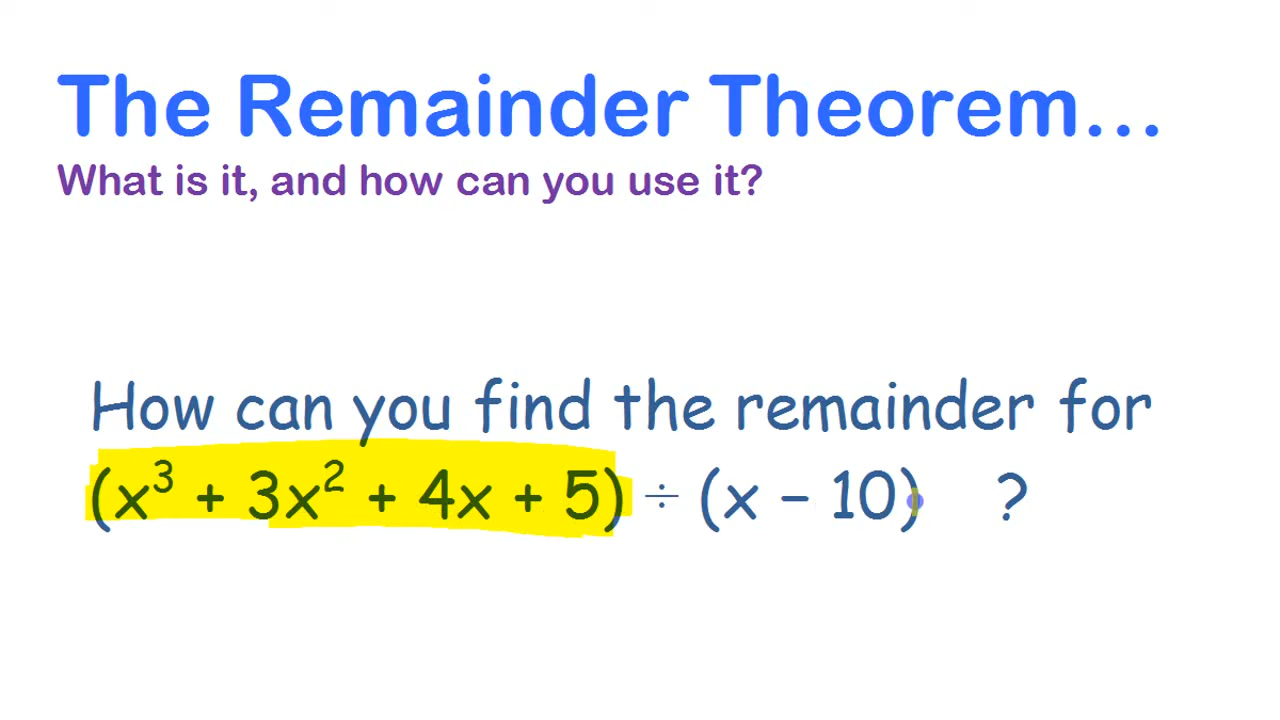 The Remainder Theorem...
What is it, and how can you use it?
How can you find the remainder for
(x³ + 3x² + 4x + 5) ÷ (x – 10) ?